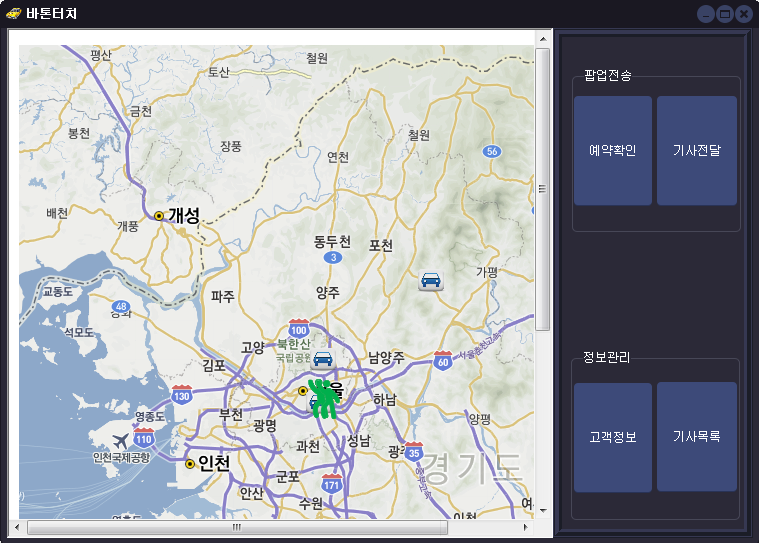 바톤터치
평산
철원
토산
금천
봉천
장풍
철원
연천
56
배천
개풍
개성
동두천
포천
3
가평
교동도
48
파주
양주
석모도
100
고양
북한산
국립공원
남양주
60
서울춘천고속
김포
130
하남
영종도
부천
광명
양평
110
성남
과천
광주
35
인천국제공항
인천
군포
경기도
안산
171
수원
이천
팝업전송
예약확인
기사전달
정보관리
고객정보
기사목록